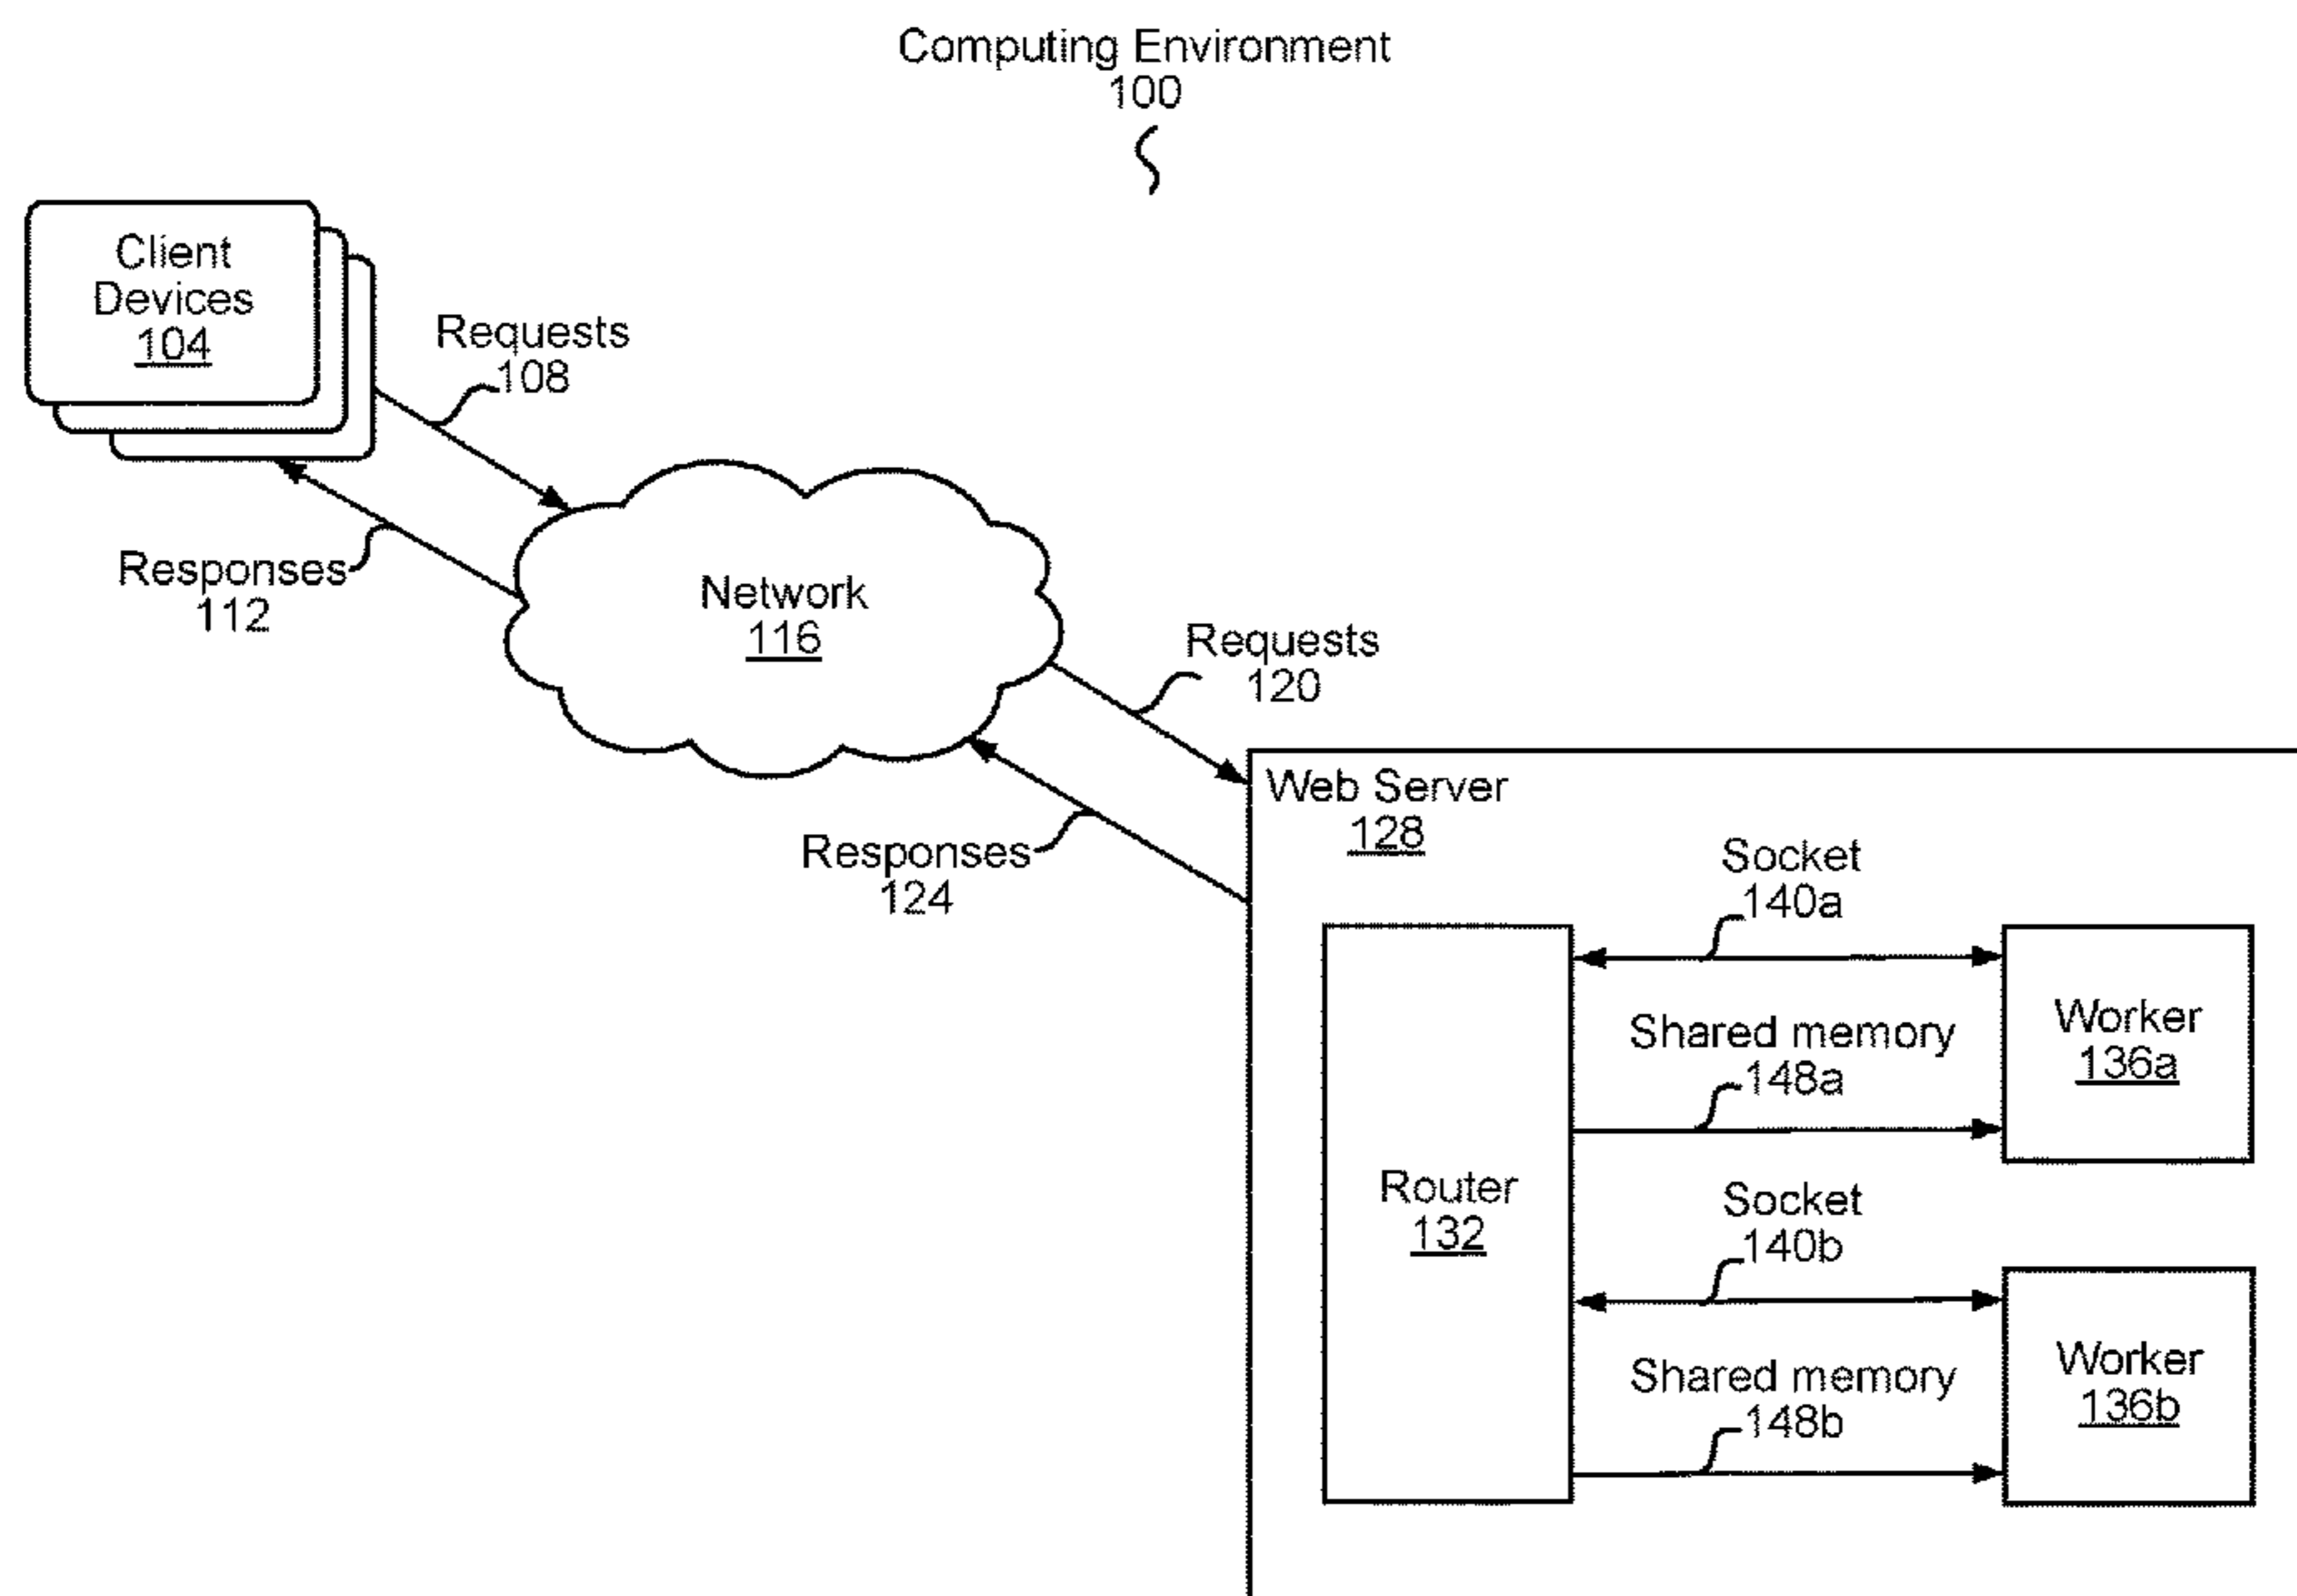 Computing Environment
100
Client
Devices
104
Requests
108
Responses
112
Network
116
Requests
120
Responses
124
Web Server
128
Socket
140a
Shared memory
148a
Worker
136a
Router
132
Socket
140b
Shared memory
148b
Worker
136b